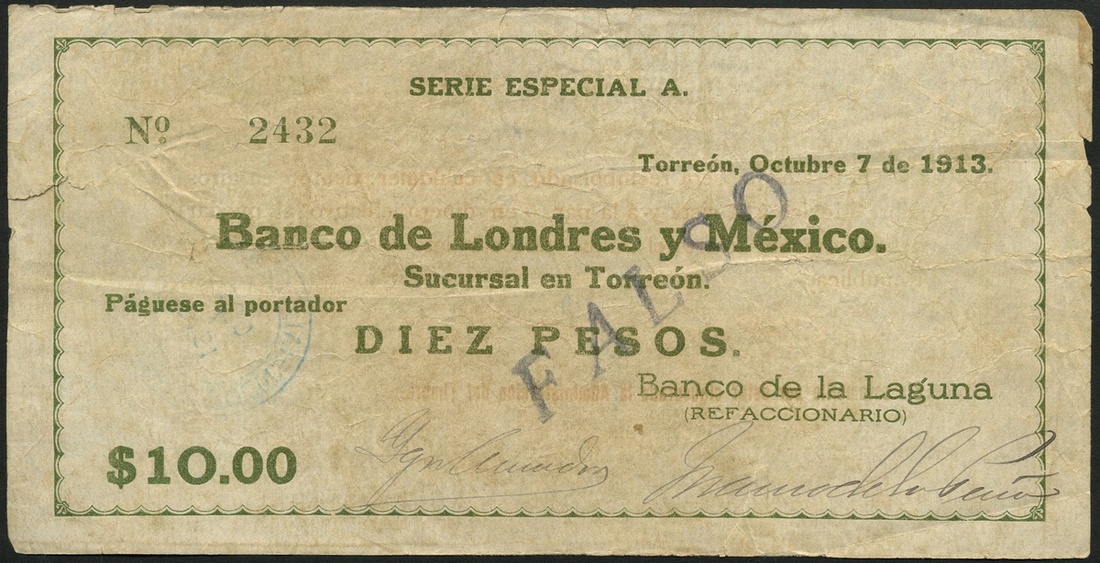 SERIE ESPECIAL A.
Nº 2432
Torreón, Octubre 7 de 1913.
Banco de Londres y México.
Sucursal en Torreón.
Páguese al portador
DIEZ PESOS.
FALSO
Banco de la Laguna
(REFACCIONARIO)
$10.00